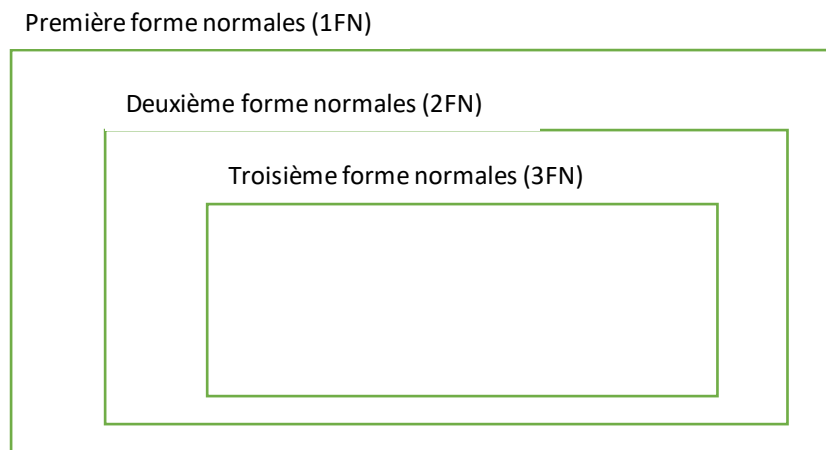 Première forme normales (1FN)
Deuxième forme normales (2FN)
Troisième forme normales (3FN)